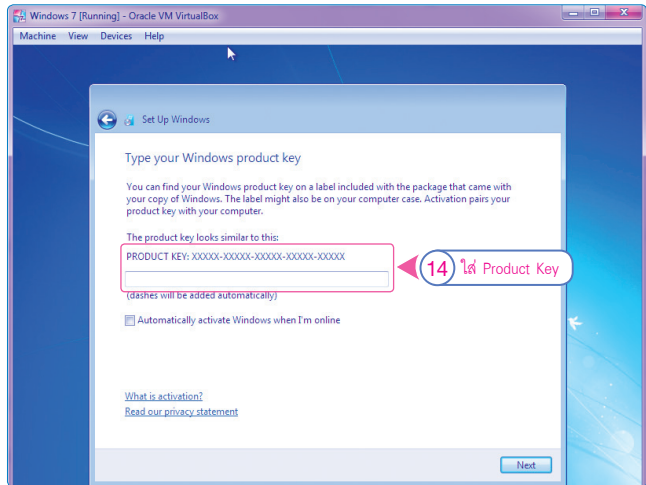 Windows 7 [Running] - Oracle VM VirtualBox
Machine View Devices Help
Set Up Windows
Type your Windows product key
You can find your Windows product key on a label included with the package that came with
your copy of Windows. The label might also be on your computer case. Activation pairs your
product key with your computer.
The product key looks similar to this:
PRODUCT KEY: XXXXX-XXXXX-XXXXX-XXXXX-XXXXX
14 ใส่ Product Key
(dashes will be added automatically)
Automatically activate Windows when I'm online
What is activation?
Read our privacy statement
Next